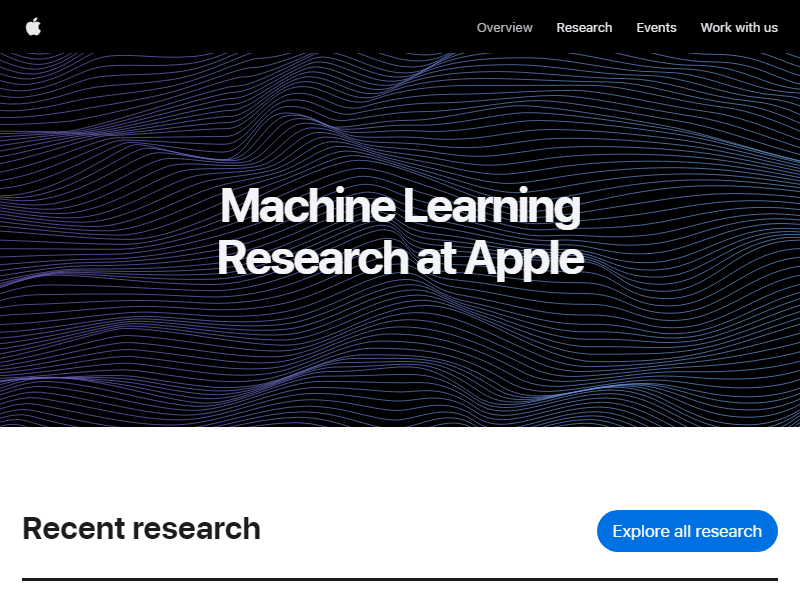 Overview Research Events Work with us
Machine Learning
Research at Apple
Recent research
Explore all research